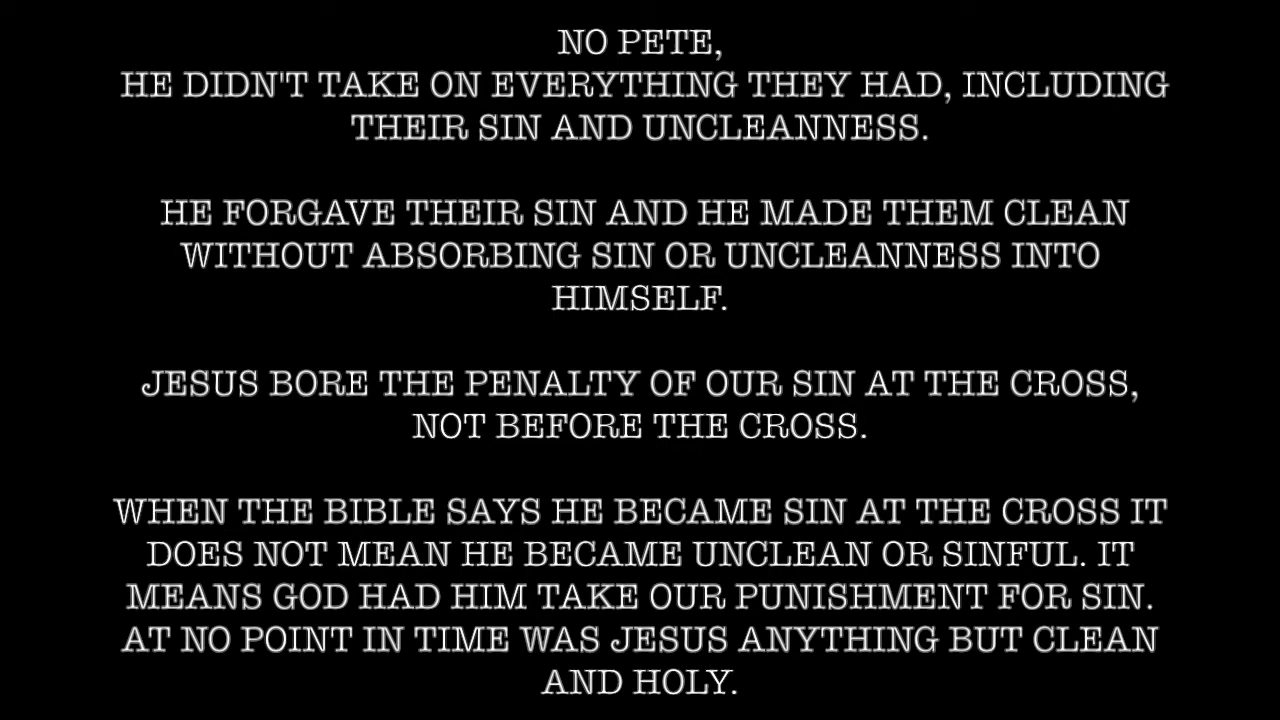 NO PETE,
HE DIDN'T TAKE ON EVERYTHING THEY HAD, INCLUDING
THEIR SIN AND UNCLEANNESS.
HE FORGAVE THEIR SIN AND HE MADE THEM CLEAN
WITHOUT ABSORBING SIN OR UNCLEANNESS INTO
HIMSELF.
JESUS BORE THE PENALTY OF OUR SIN AT THE CROSS,
NOT BEFORE THE CROSS.
WHEN THE BIBLE SAYS HE BECAME SIN AT THE CROSS IT
DOES NOT MEAN HE BECAME UNCLEAN OR SINFUL. IT
MEANS GOD HAD HIM TAKE OUR PUNISHMENT FOR SIN.
AT NO POINT IN TIME WAS JESUS ANYTHING BUT CLEAN
AND HOLY.